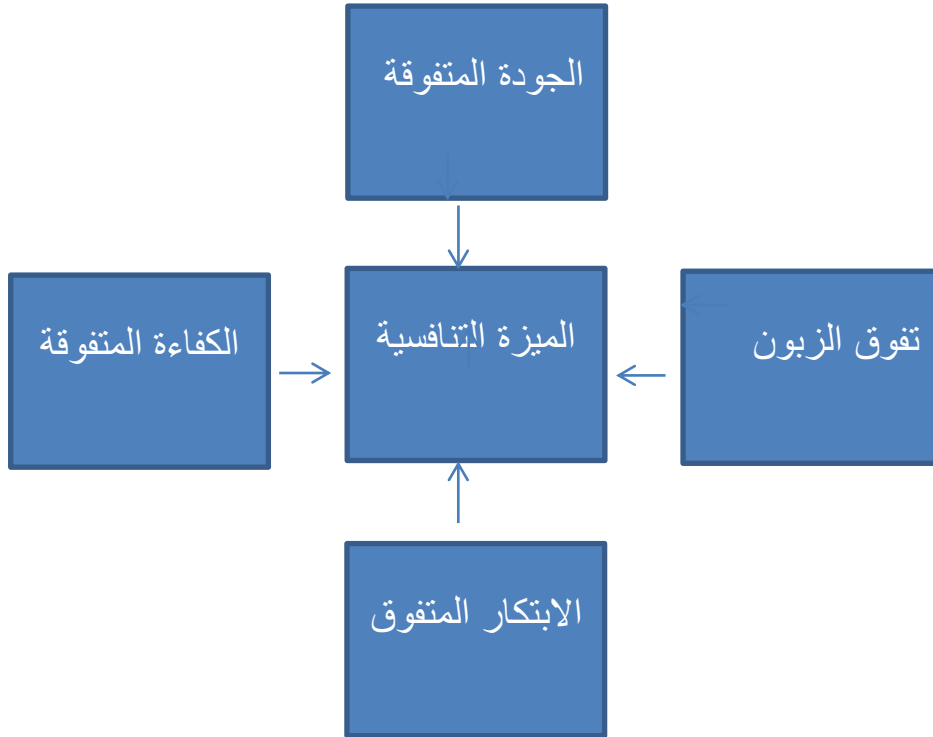 الجودة المتفوقة
تفوق الزبون
الميزة التنافسية
الكفاءة المتفوقة
الابتكار المتفوق